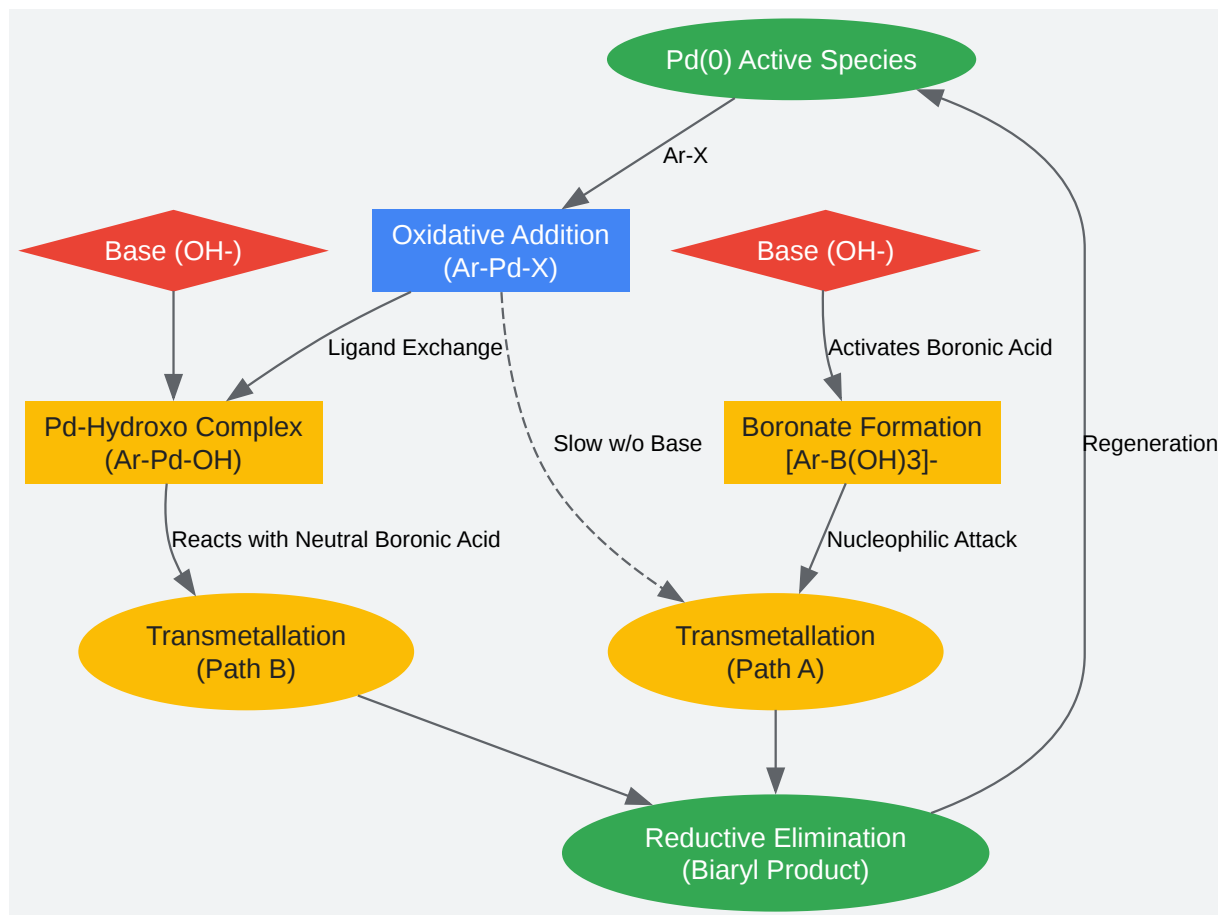 Pd(0) Active Species
Ar-X
Base (OH-)
Oxidative Addition
(Ar-Pd-X)
Base (OH-)
Ligand Exchange
Activates Boronic Acid
Pd-Hydroxo Complex
(Ar-Pd-OH)
Slow w/o Base
Boronate Formation
[Ar-B(OH)3]-
Regeneration
Reacts with Neutral Boronic Acid
Nucleophilic Attack
Transmetallation
(Path B)
Transmetallation
(Path A)
Reductive Elimination
(Biaryl Product)